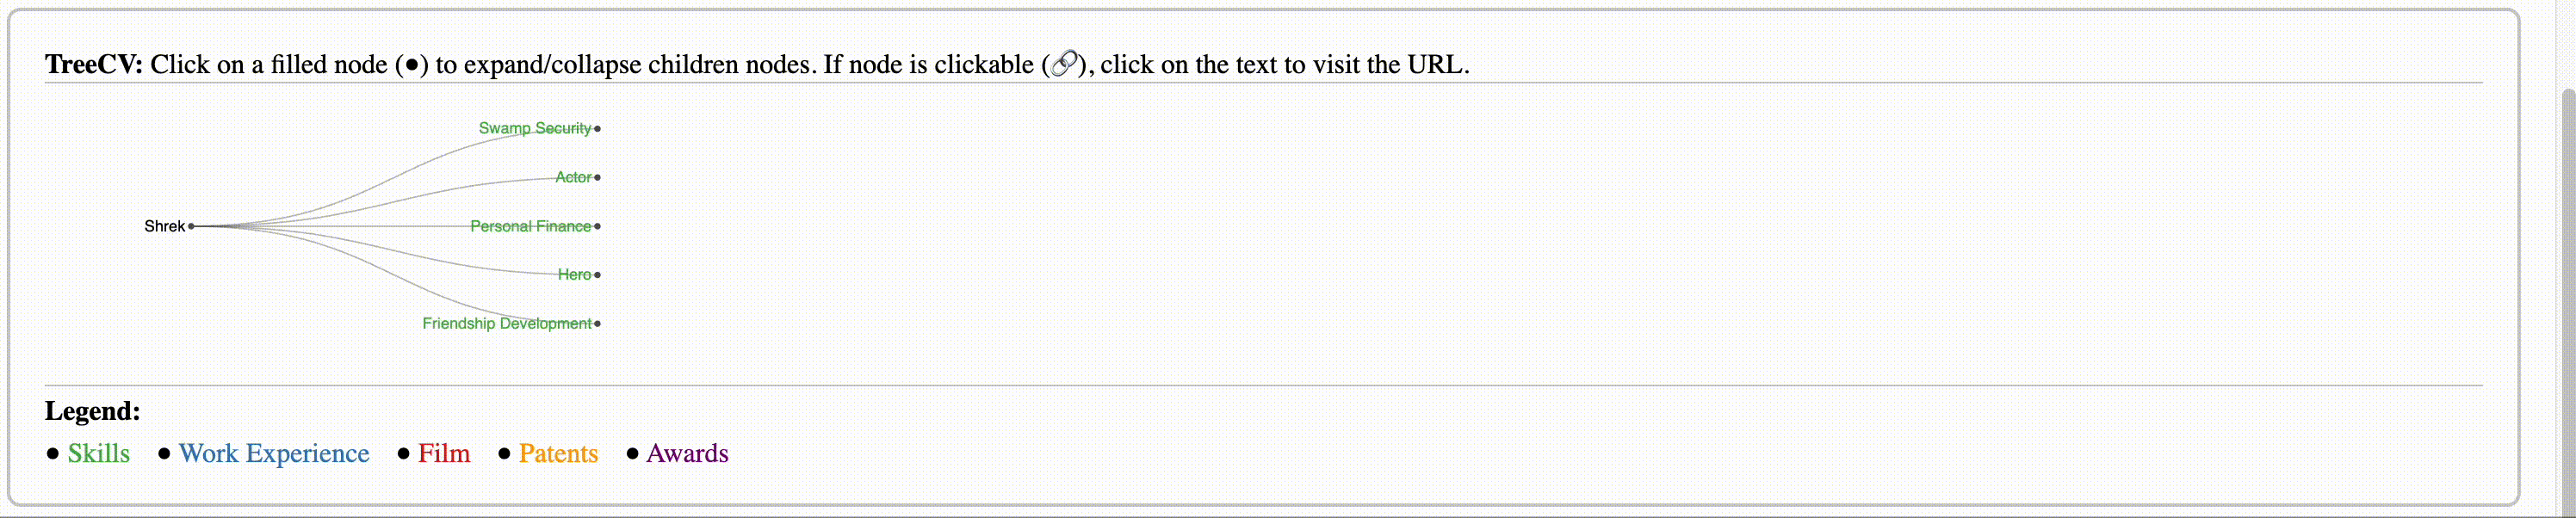 TreeCV: Click on a filled node (●) to expand/collapse children nodes. If node is clickable (🔗), click on the text to visit the URL.
Swamp Security
Actor
Shrek
Personal Finance
Hero
Friendship Development
Legend:
● Skills ● Work Experience ● Film ● Patents ● Awards